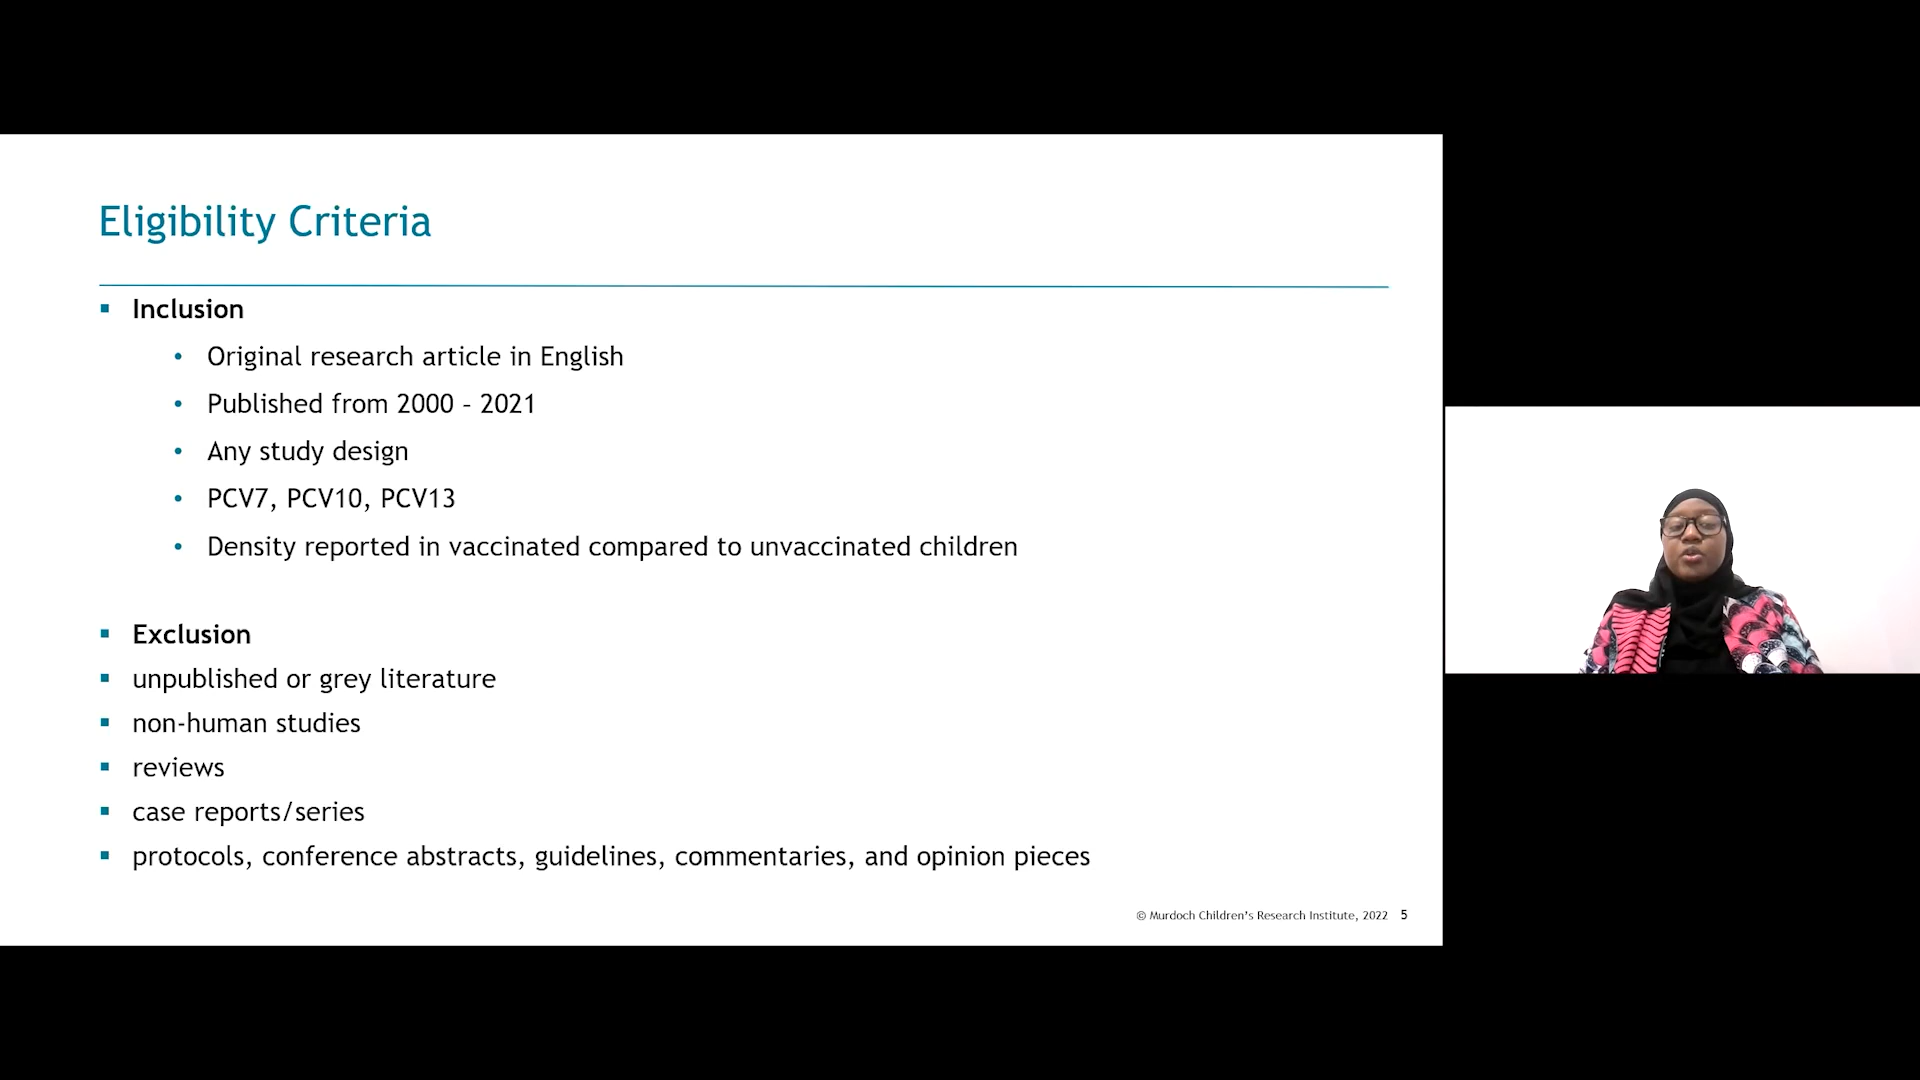 Eligibility Criteria
Inclusion
Original research article in English
Published from 2000 – 2021
Any study design
PCV7, PCV10, PCV13
Density reported in vaccinated compared to unvaccinated children
Exclusion
unpublished or grey literature
non-human studies
reviews
case reports/series
protocols, conference abstracts, guidelines, commentaries, and opinion pieces
© Murdoch Children's Research Institute, 2022 5